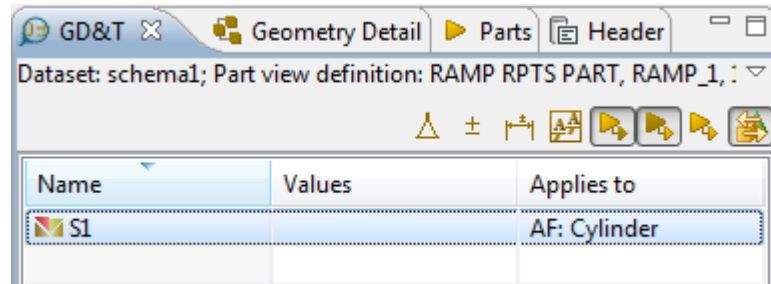 GD&T Geometry Detail Parts Header
Dataset: schema1; Part view definition: RAMP RPTS PART, RAMP_1,
Name Values Applies to
S1 AF: Cylinder